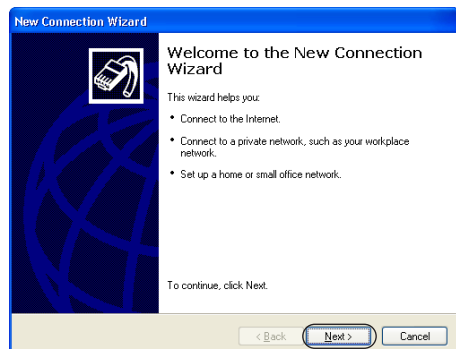 New Connection Wizard
Welcome to the New Connection
Wizard
This wizard helps you:
• Connect to the Internet.
• Connect to a private network, such as your workplace
network.
• Set up a home or small office network.
To continue, click Next.
< Back Next > Cancel